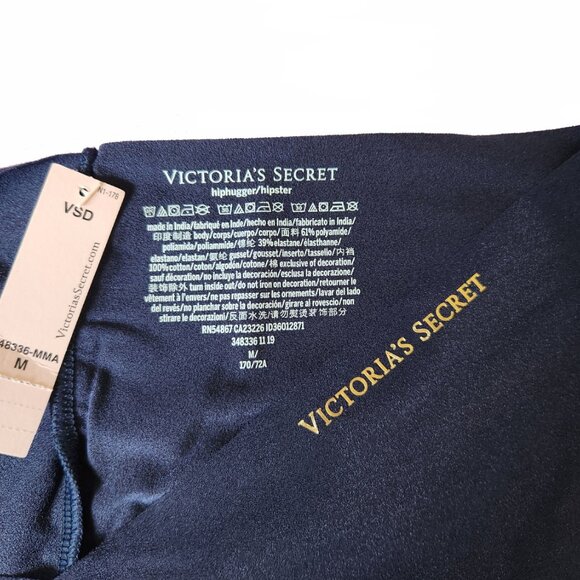 VICTORIA'S SECRET
hiphugger/hipster
made in India/fabriqué en Inde/hecho en India/fabricato in India/
印度制造 body/corps/cuerpo/corpo/面料 61% polyamide/
poliamida/poliammide/锦纶 39% elastane/élasthanne/
elastano/elastan/氨纶 gusset/gousset/inserto/tassello/内裆
100% cotton/coton/algodón/cotone/棉 exclusive of decoration/
sauf décoration/no incluye la decoración/esclusa la decorazione/
装饰除外 turn inside out/do not iron on decoration/retourner le
vêtement à l'envers/ne pas repasser sur les ornements/lavar del lado
del revés/no planchar sobre la decoración/girare al rovescio/non
stirare le decorazioni/反面水洗/请勿熨烫装饰部分
RN54867 CA23226 ID36012871
348336 11 19
M/
170/72A
N1-178
VSD
VictoriasSecret.com
48336-MMA
M
VICTORIA'S SECRET